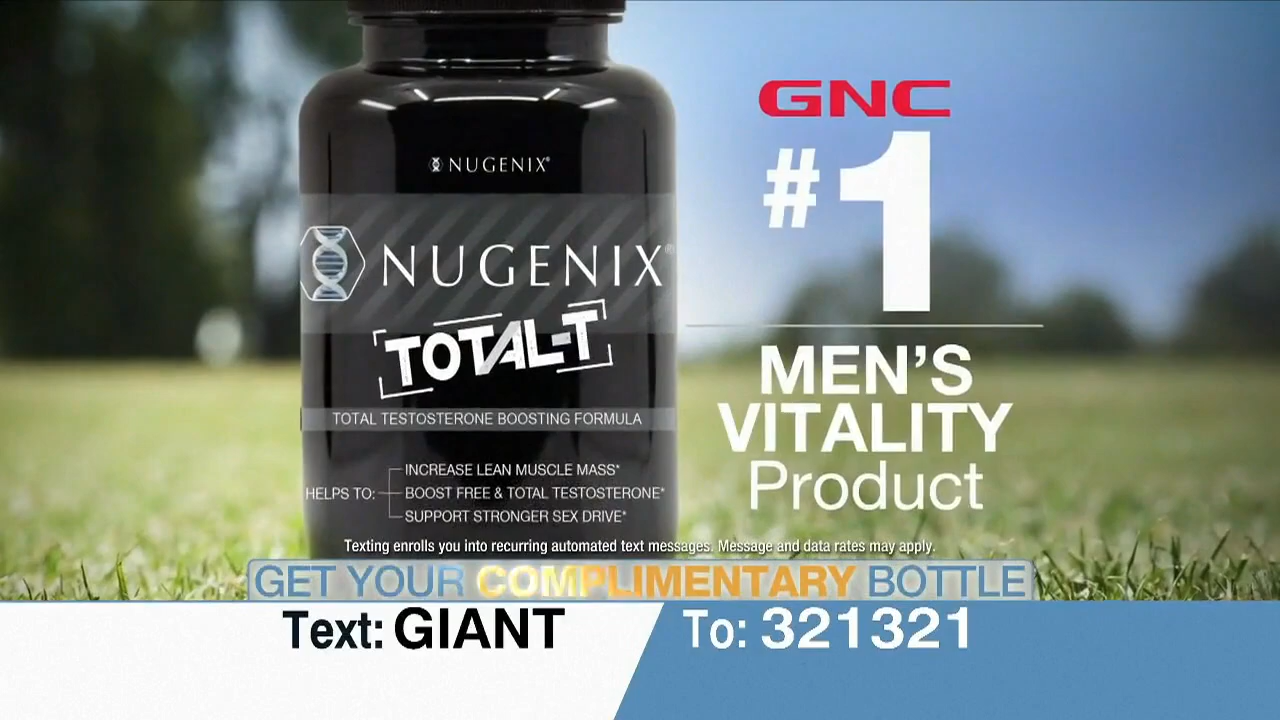 NUGENIX®
NUGENIX®
TOTAL-T
TOTAL TESTOSTERONE BOOSTING FORMULA
HELPS TO:
INCREASE LEAN MUSCLE MASS*
BOOST FREE & TOTAL TESTOSTERONE*
SUPPORT STRONGER SEX DRIVE*
GNC
#1
MEN'S
VITALITY
Product
Texting enrolls you into recurring automated text messages. Message and data rates may apply.
GET YOUR COMPLIMENTARY BOTTLE
Text: GIANT To: 321321